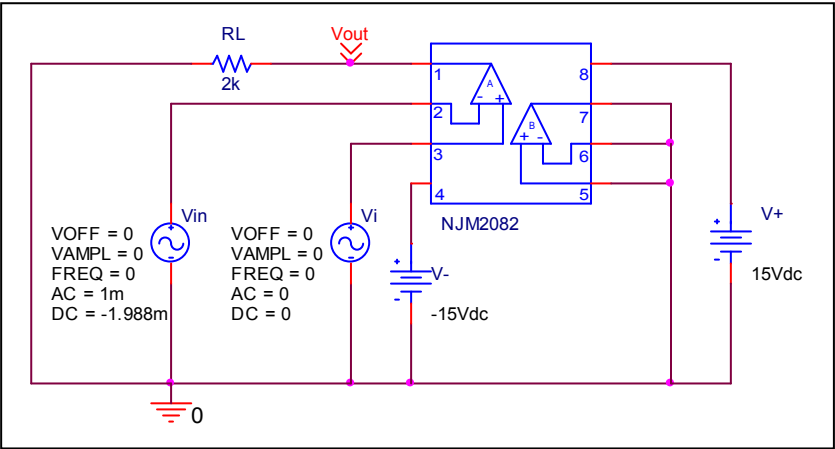 RL
Vout
2k
1
2
3
4
8
7
6
5
A
- +
B
+ -
NJM2082
+
-
Vin
VOFF = 0
VAMPL = 0
FREQ = 0
AC = 1m
DC = -1.988m
+
-
Vi
VOFF = 0
VAMPL = 0
FREQ = 0
AC = 0
DC = 0
+
-
V-
-15Vdc
+
-
V+
15Vdc
0